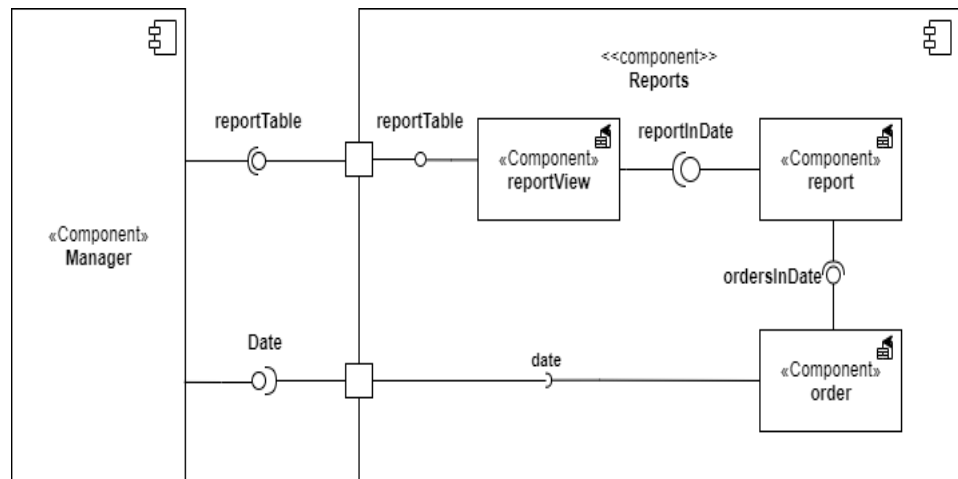 <<component>>
Reports
reportTable
reportTable
reportInDate
«Component»
reportView
«Component»
report
«Component»
Manager
ordersInDate
Date
date
«Component»
order